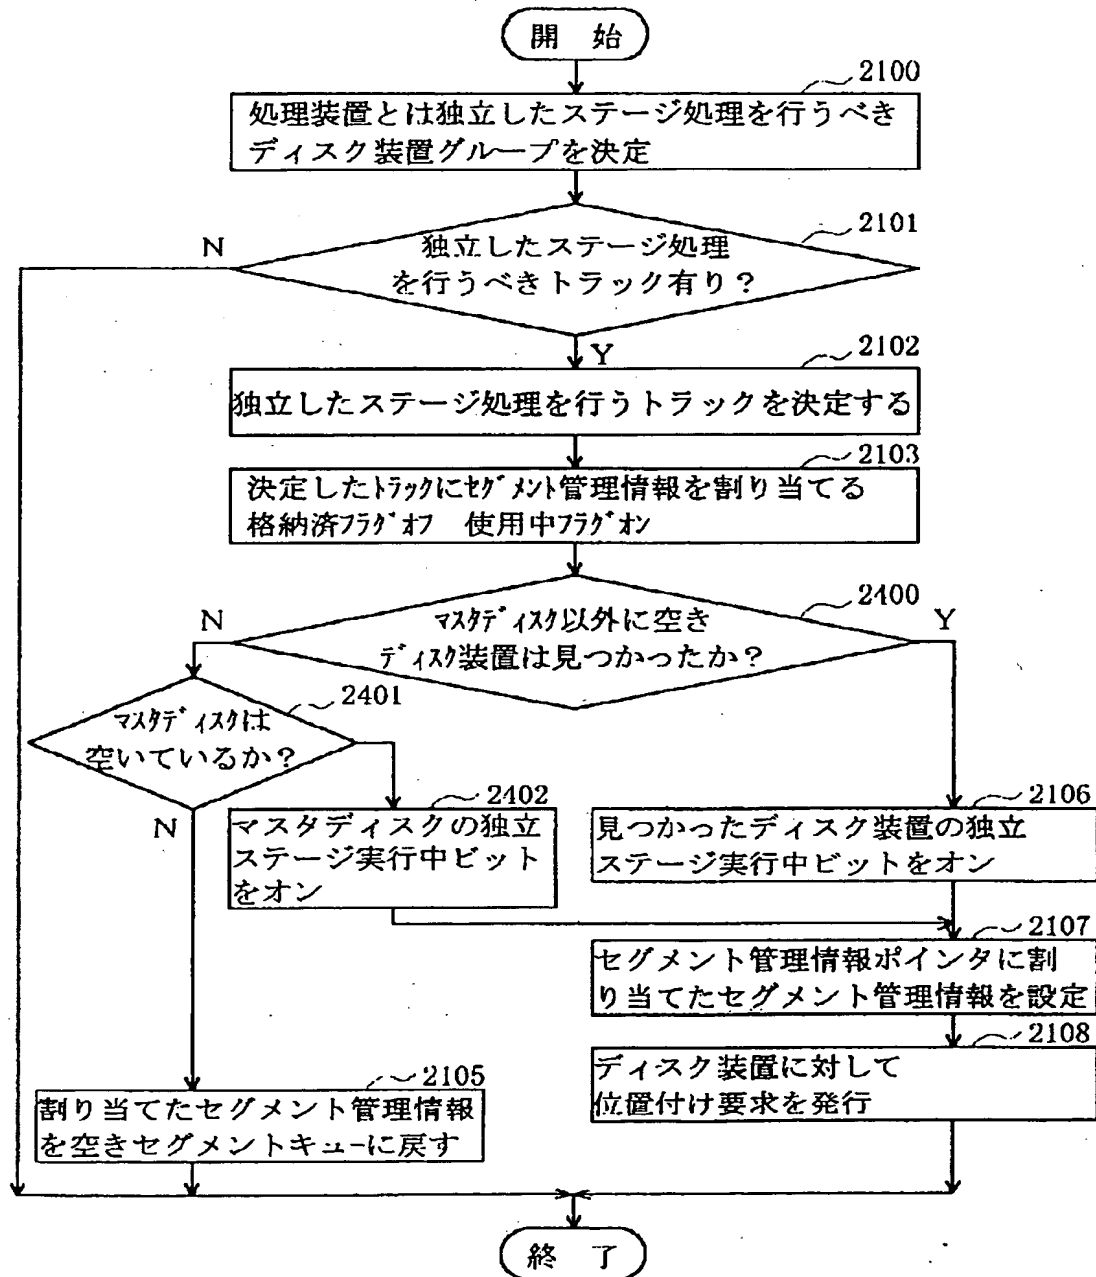 開 始
2100
処理装置とは独立したステージ処理を行うべき
ディスク装置グループを決定
2101
N
独立したステージ処理
を行うべきトラック有り？
Y
2102
独立したステージ処理を行うトラックを決定する
2103
決定したﾄﾗｯｸにｾｸﾞﾒﾝﾄ管理情報を割り当てる
格納済ﾌﾗｸﾞｵﾌ 使用中ﾌﾗｸﾞｵﾝ
2400
N
Y
ﾏｽﾀﾃﾞｨｽｸ以外に空き
ﾃﾞｨｽｸ装置は見つかったか？
2401
ﾏｽﾀﾃﾞｨｽｸは
空いているか？
N
2402
マスタディスクの独立
ステージ実行中ビット
をオン
2106
見つかったディスク装置の独立
ステージ実行中ビットをオン
2107
セグメント管理情報ポインタに割
り当てたセグメント管理情報を設定
2108
ディスク装置に対して
位置付け要求を発行
2105
割り当てたセグメント管理情報
を空きセグメントキューに戻す
終 了